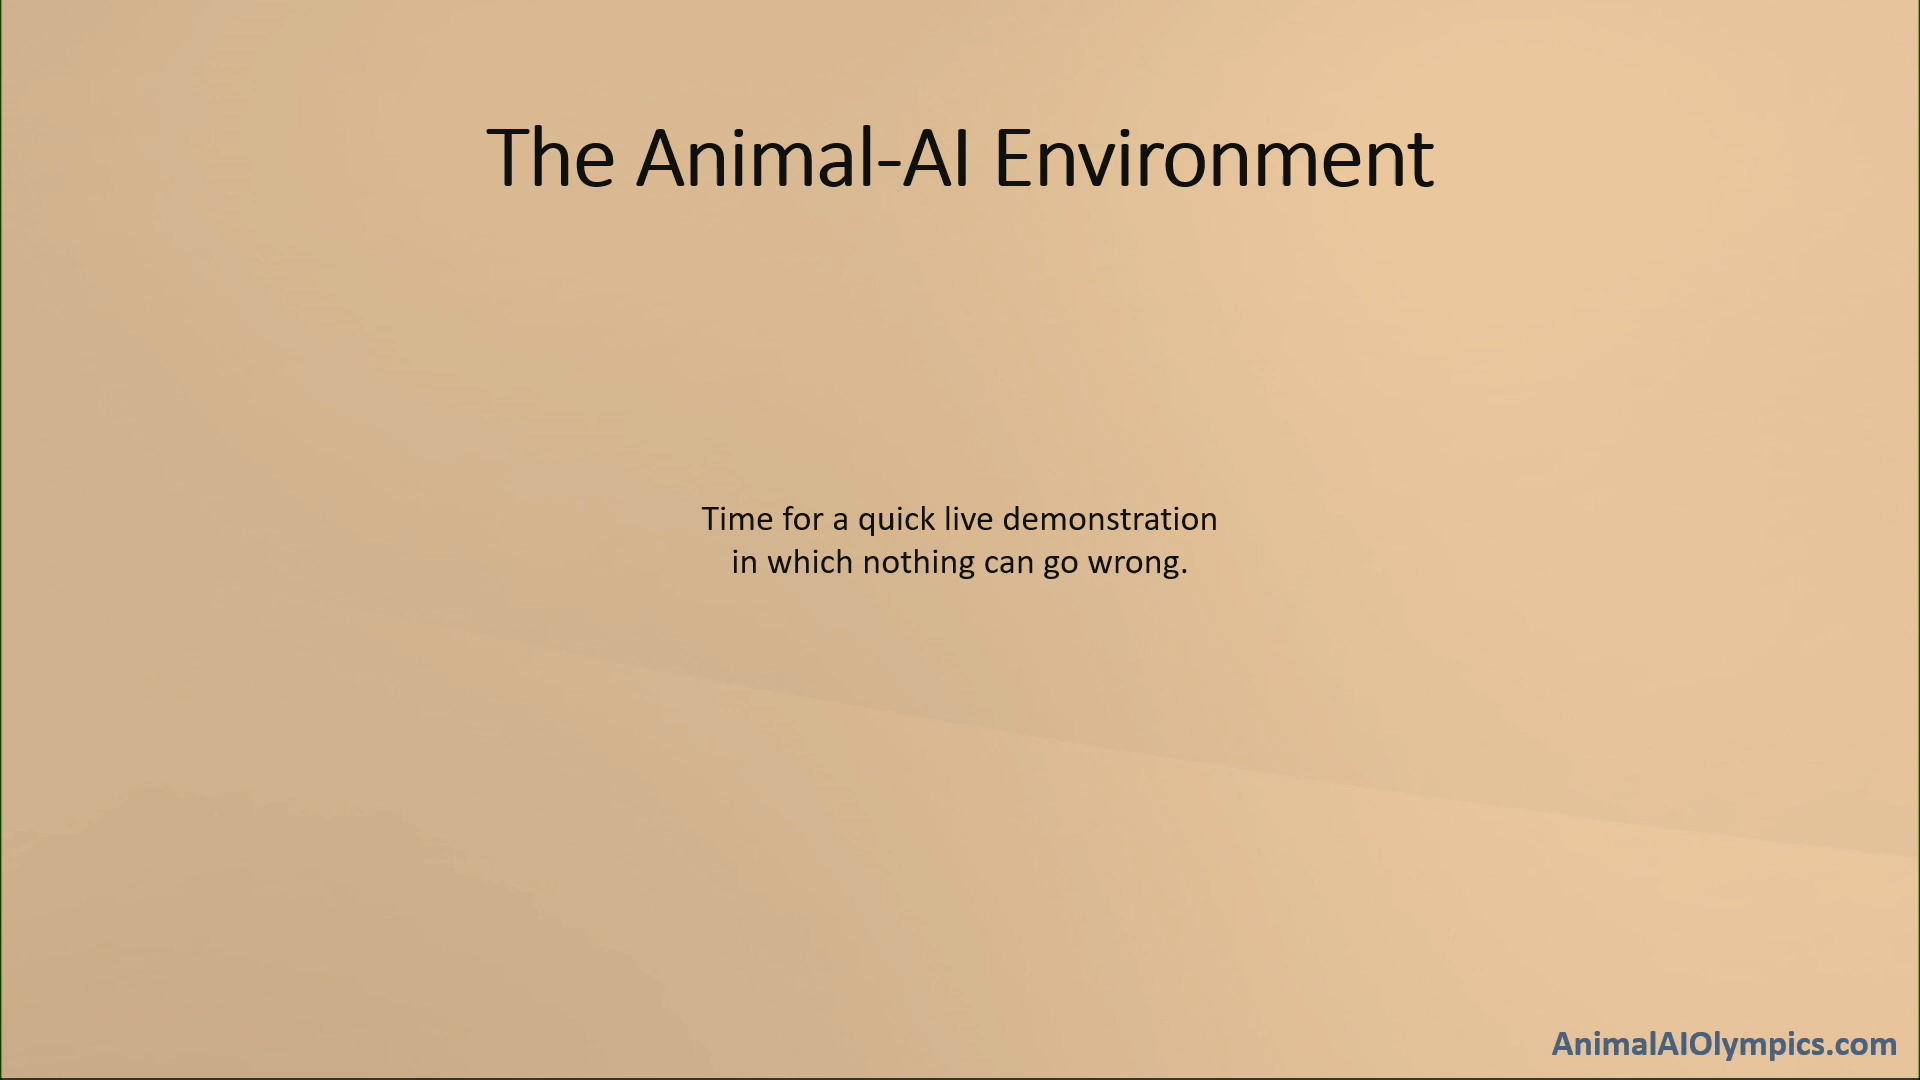 The Animal-AI Environment
Time for a quick live demonstration
in which nothing can go wrong.
AnimalAIOlympics.com